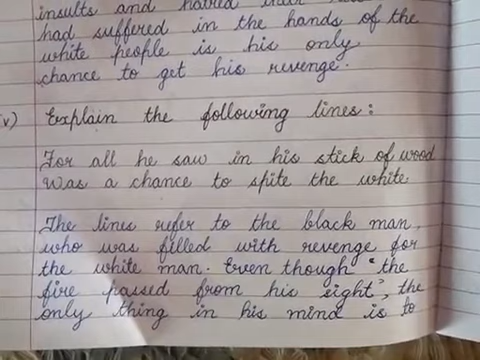 insults and hatred
had suffered in the hands of the
white people is his only
chance to get his revenge.
iv) Explain the following lines:
For all he saw in his stick of wood
Was a chance to spite the white.
The lines refer to the black man,
who was filled with revenge for
the white man. Even though "the
fire passed from his sight", the
only thing in his mind is to